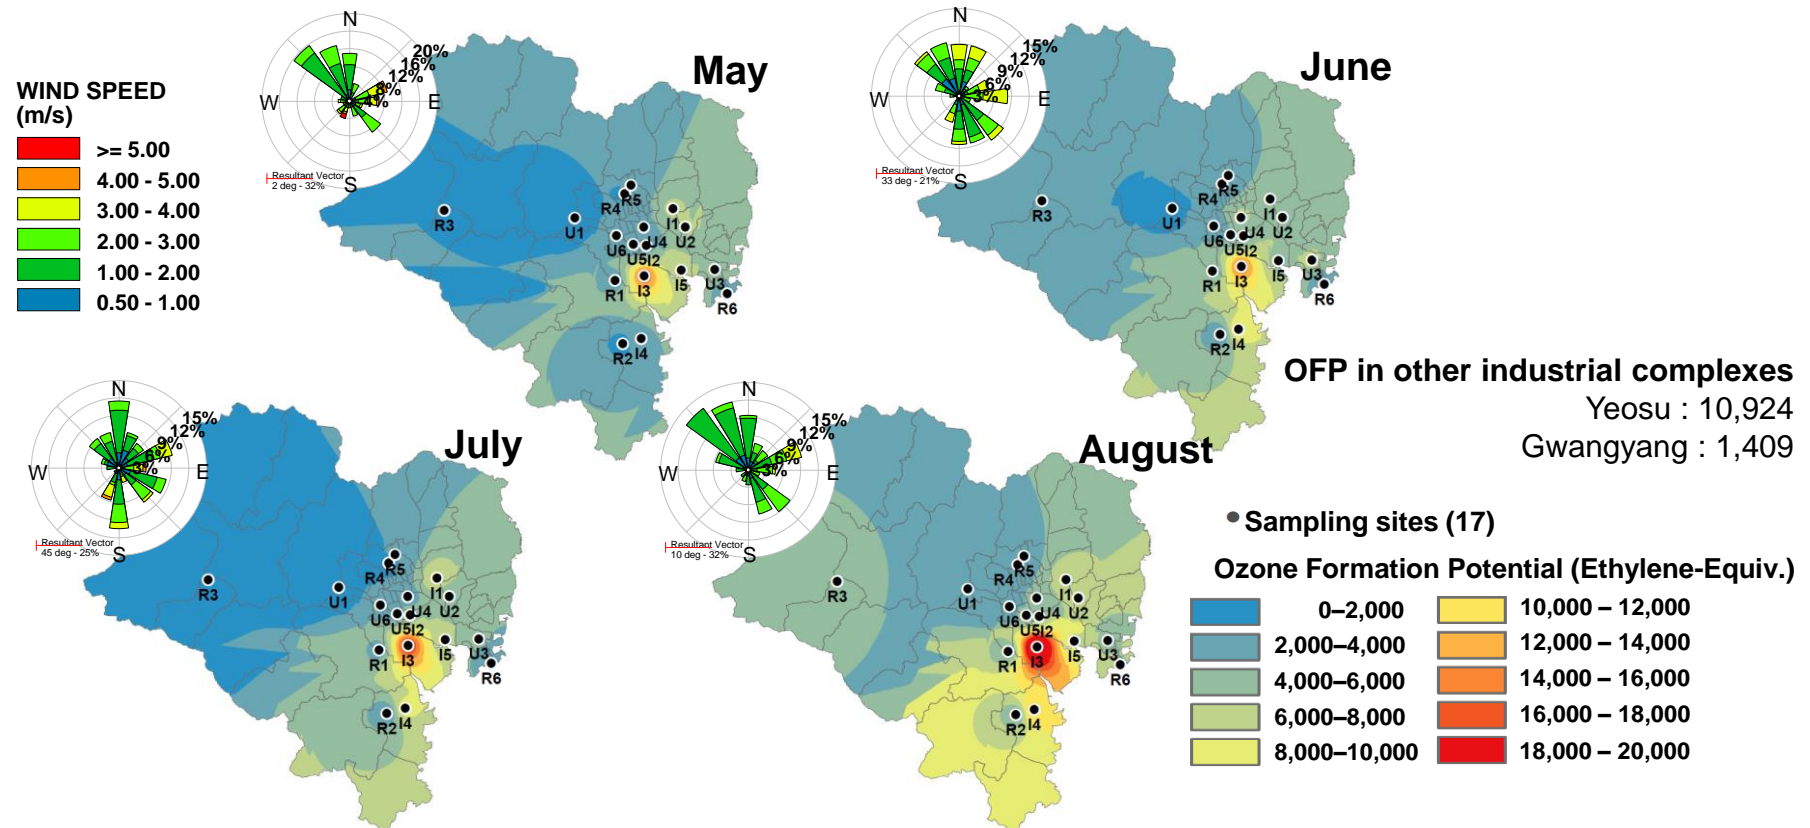 WIND SPEED
(m/s)
>= 5.00
4.00 - 5.00
3.00 - 4.00
2.00 - 3.00
1.00 - 2.00
0.50 - 1.00
N
W
E
S
20%
16%
12%
8%
4%
Resultant Vector
2 deg - 32%
May
R3
U1
R4
R5
I1
U2
U6
U4
U5
I2
R1
I3
I5
U3
R6
R2
I4
N
W
E
S
15%
12%
9%
6%
3%
Resultant Vector
33 deg - 21%
June
R3
U1
R4
R5
I1
U2
U6
U5
I2
R1
I3
I5
U3
R6
R2
I4
OFP in other industrial complexes
Yeosu : 10,924
Gwangyang : 1,409
N
W
E
S
15%
12%
9%
6%
3%
Resultant Vector
45 deg - 25%
July
R3
U1
R4
R5
I1
U2
U6
U4
U5
I2
R1
I3
I5
U3
R6
R2
I4
N
W
E
S
15%
12%
9%
6%
3%
Resultant Vector
10 deg - 32%
August
R3
U1
R4
R5
I1
U2
U6
U4
U5
I2
R1
I3
I5
U3
R6
R2
I4
Sampling sites (17)
Ozone Formation Potential (Ethylene-Equiv.)
0–2,000
2,000–4,000
4,000–6,000
6,000–8,000
8,000–10,000
10,000 – 12,000
12,000 – 14,000
14,000 – 16,000
16,000 – 18,000
18,000 – 20,000